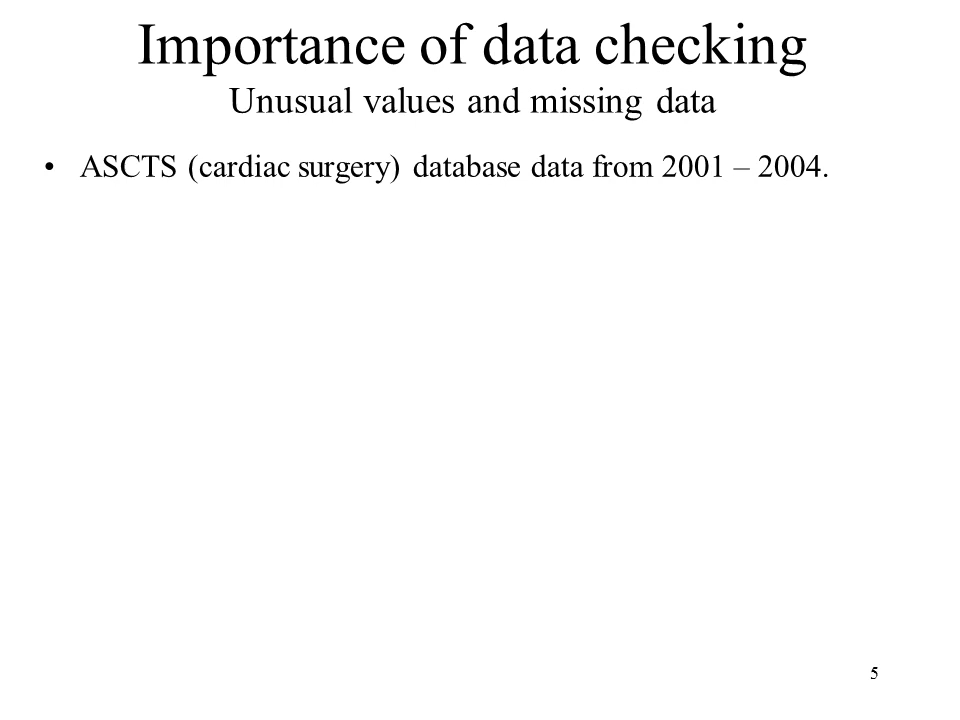 Importance of data checking
Unusual values and missing data
• ASCTS (cardiac surgery) database data from 2001 – 2004.
5